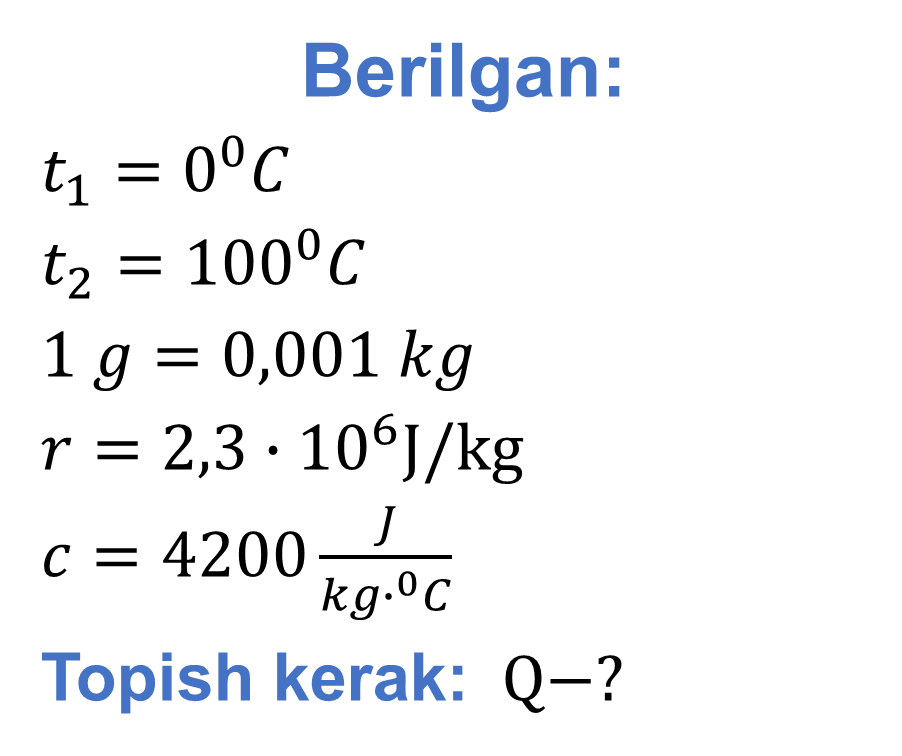 Berilgan:
t₁ = 0⁰C
t₂ = 100⁰C
1 g = 0,001 kg
r = 2,3 · 10⁶J/kg
c = 4200 J/(kg·⁰C)
Topish kerak: Q−?